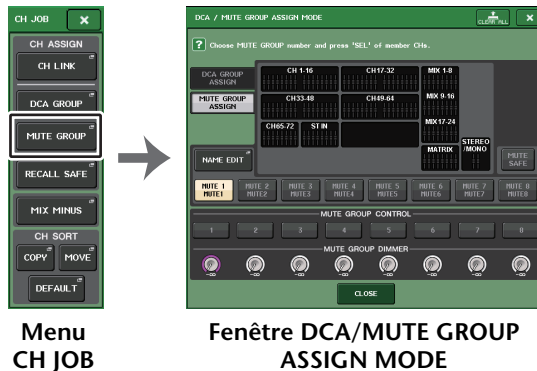 CH JOB
CH ASSIGN
CH LINK
DCA GROUP
MUTE GROUP
RECALL SAFE
MIX MINUS
CH SORT
COPY MOVE
DEFAULT
DCA / MUTE GROUP ASSIGN MODE
CLEAR ALL
? Choose MUTE GROUP number and press 'SEL' of member CHs.
DCA GROUP
ASSIGN
MUTE GROUP
ASSIGN
CH 1-16 CH17-32 MIX 1-8
CH33-48 CH49-64 MIX 9-16
CH65-72 ST IN MIX17-24
MATRIX STEREO
/MONO
NAME EDIT
MUTE
SAFE
MUTE 1 MUTE 2 MUTE 3 MUTE 4 MUTE 5 MUTE 6 MUTE 7 MUTE 8
MUTE1 MUTE2 MUTE3 MUTE4 MUTE5 MUTE6 MUTE7 MUTE8
MUTE GROUP CONTROL
1 2 3 4 5 6 7 8
MUTE GROUP DIMMER
-∞ -∞ -∞ -∞ -∞ -∞ -∞ -∞
CLOSE
Menu
CH JOB
Fenêtre DCA/MUTE GROUP
ASSIGN MODE